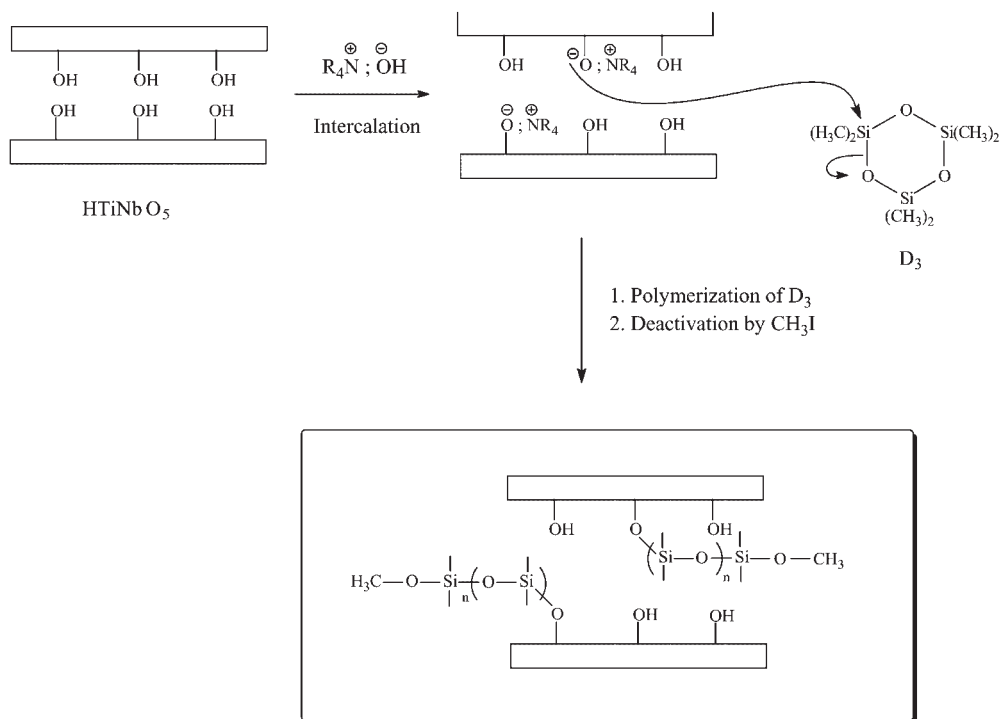 OH OH OH
OH OH OH
HTiNb O₅
R₄N⊕ ; ⊖OH
Intercalation
OH ⊖O ; ⊕NR₄ OH
⊖O ; ⊕NR₄ OH OH
O
(H₃C)₂Si Si(CH₃)₂
O O
Si
(CH₃)₂
D₃
1. Polymerization of D₃
2. Deactivation by CH₃I
OH O OH
(Si—O)n Si—O—CH₃
H₃C—O—Si(O—Si)n
O OH OH